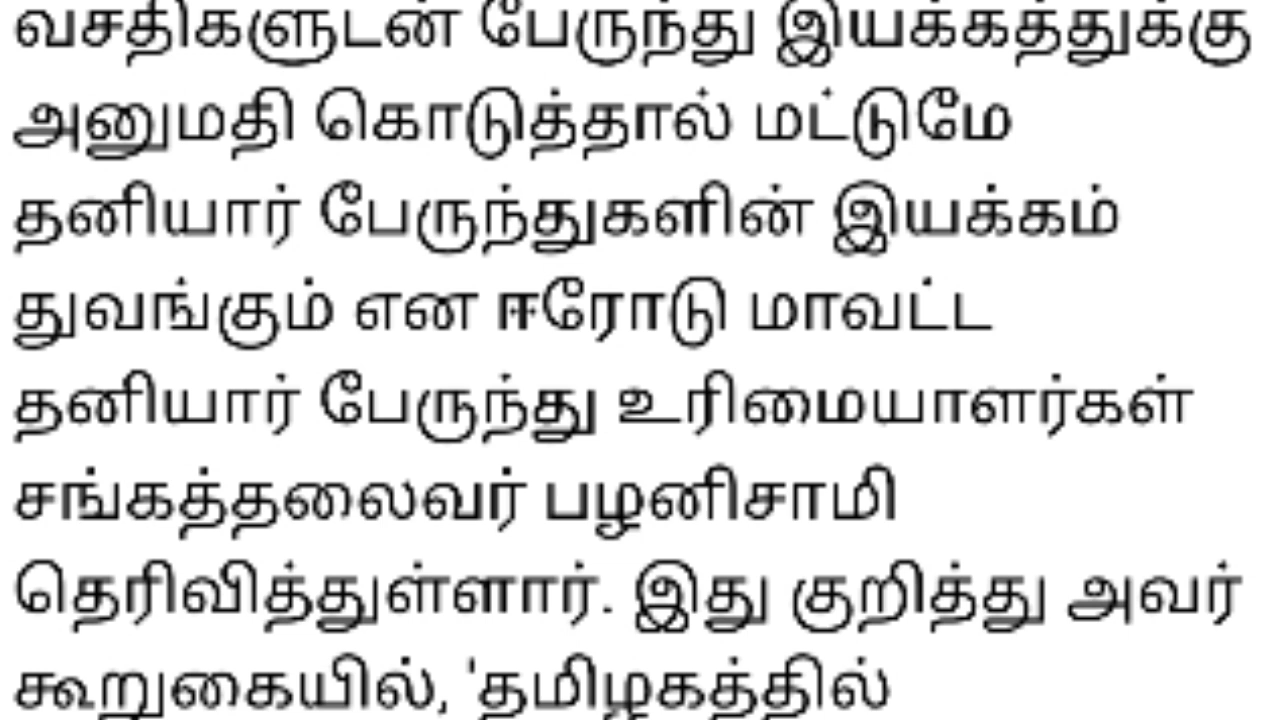 வசதிகளுடன் பேருந்து இயக்கத்துக்கு
அனுமதி கொடுத்தால் மட்டுமே
தனியார் பேருந்துகளின் இயக்கம்
துவங்கும் என ஈரோடு மாவட்ட
தனியார் பேருந்து உரிமையாளர்கள்
சங்கத்தலைவர் பழனிசாமி
தெரிவித்துள்ளார். இது குறித்து அவர்
கூறுகையில், 'தமிழகத்தில்